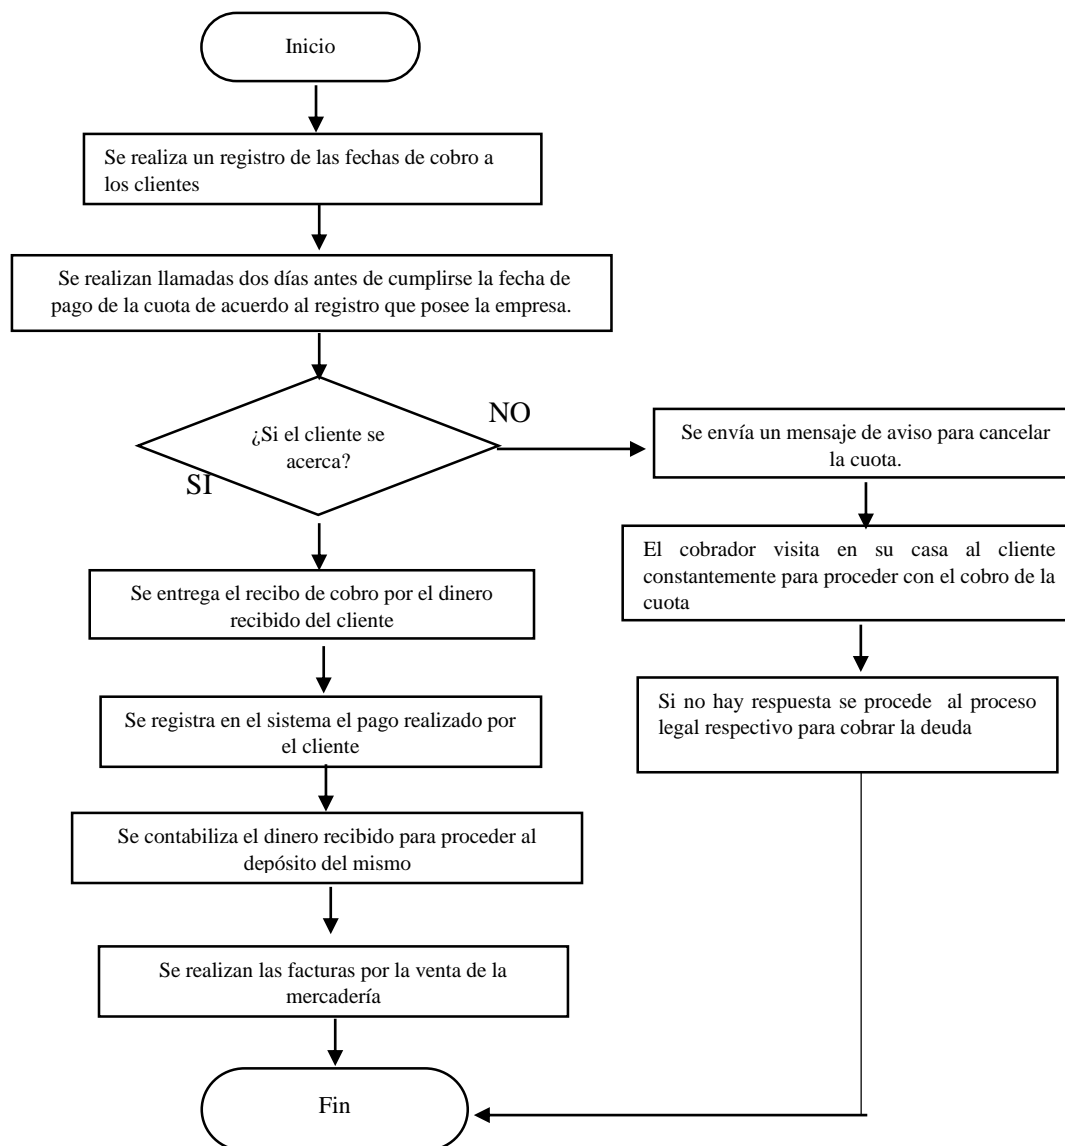 Inicio
Se realiza un registro de las fechas de cobro a
los clientes
Se realizan llamadas dos días antes de cumplirse la fecha de
pago de la cuota de acuerdo al registro que posee la empresa.
¿Si el cliente se
acerca?
NO
SI
Se envía un mensaje de aviso para cancelar
la cuota.
El cobrador visita en su casa al cliente
constantemente para proceder con el cobro de la
cuota
Si no hay respuesta se procede al proceso
legal respectivo para cobrar la deuda
Se entrega el recibo de cobro por el dinero
recibido del cliente
Se registra en el sistema el pago realizado por
el cliente
Se contabiliza el dinero recibido para proceder al
depósito del mismo
Se realizan las facturas por la venta de la
mercadería
Fin